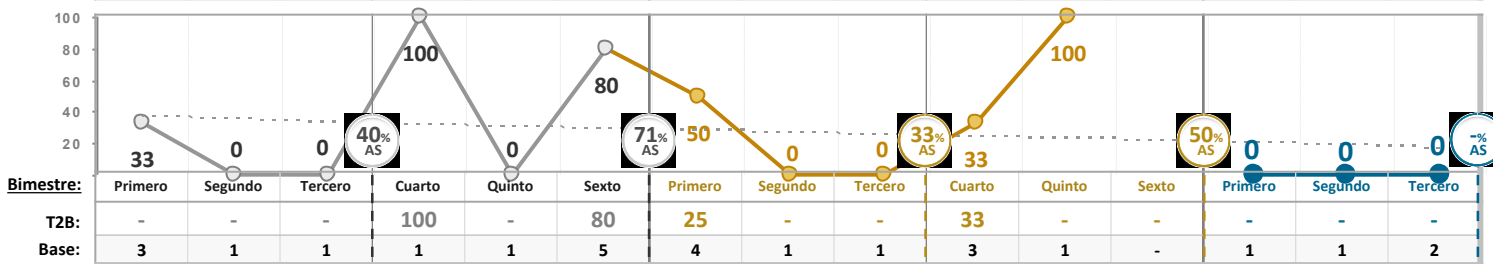 100
80
60
40
20
33
0
0
40% AS
100
0
80
71% AS
50
0
0
33% AS
33
100
50% AS
0
0
0
-% AS
Bimestre: Primero Segundo Tercero Cuarto Quinto Sexto Primero Segundo Tercero Cuarto Quinto Sexto Primero Segundo Tercero
T2B: - - - 100 - 80 25 - - 33 - - - - -
Base: 3 1 1 1 1 5 4 1 1 3 1 - 1 1 2